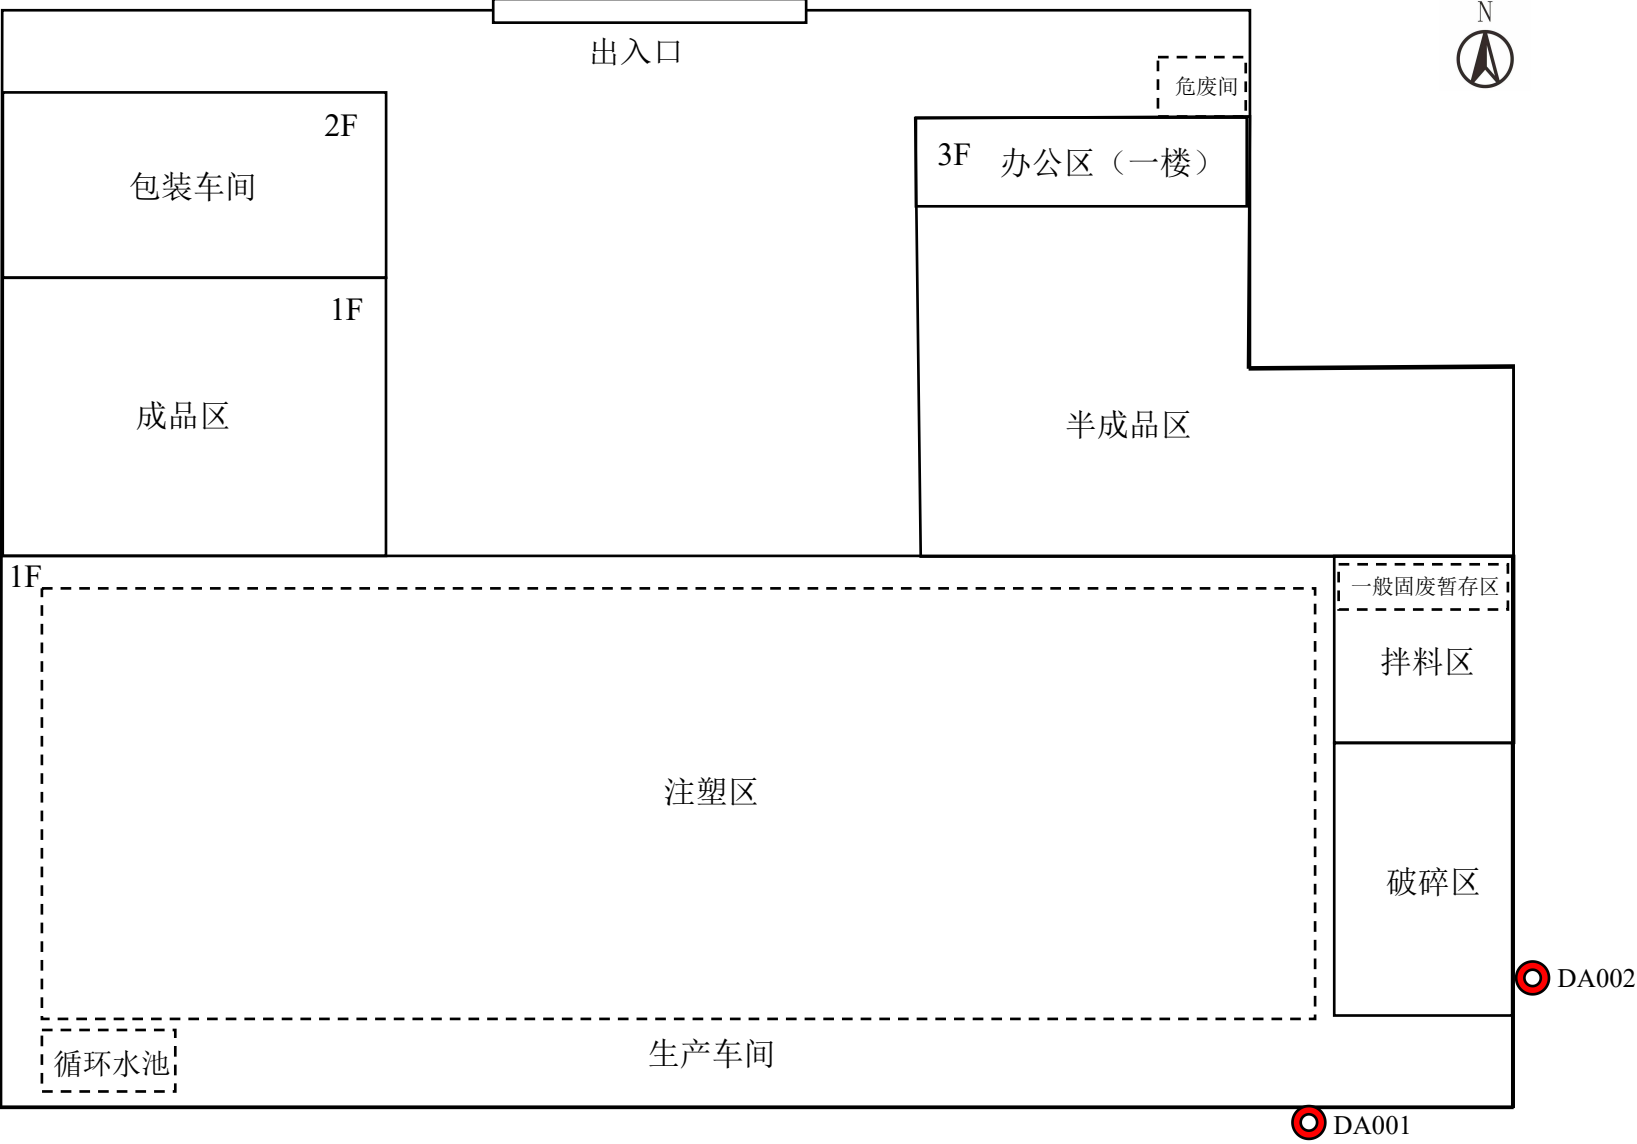 N
出入口
危废间
2F
3F 办公区（一楼）
包装车间
1F
成品区
半成品区
1F
一般固废暂存区
拌料区
注塑区
破碎区
DA002
生产车间
循环水池
DA001